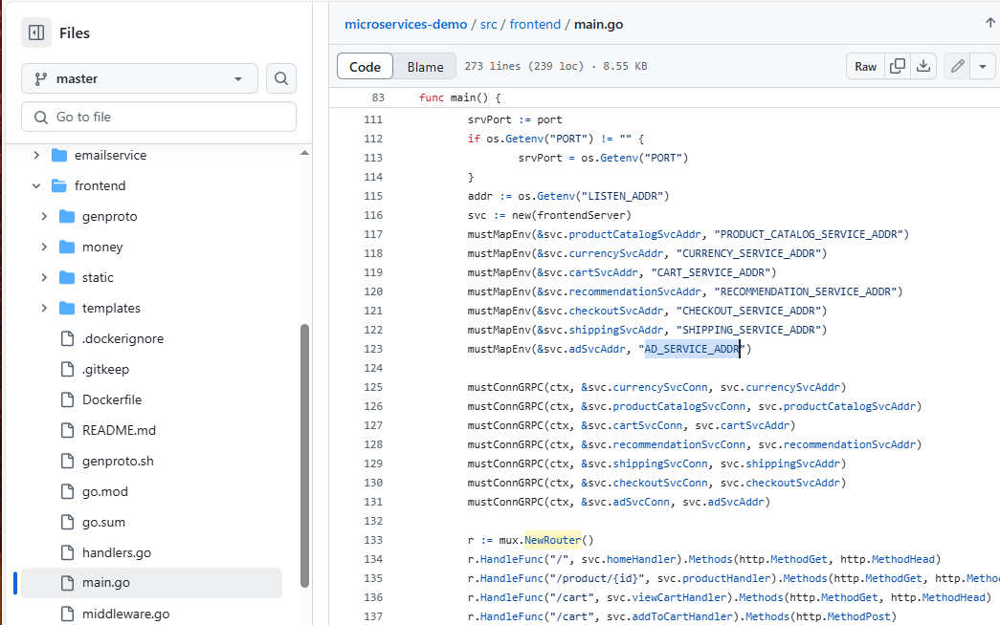 Files
master
Go to file
emailservice
frontend
genproto
money
static
templates
.dockerignore
.gitkeep
Dockerfile
README.md
genproto.sh
go.mod
go.sum
handlers.go
main.go
middleware.go
microservices-demo / src / frontend / main.go
Code Blame 273 lines (239 loc) · 8.55 KB Raw
83 func main() {
111 srvPort := port
112 if os.Getenv("PORT") != "" {
113 srvPort = os.Getenv("PORT")
114 }
115 addr := os.Getenv("LISTEN_ADDR")
116 svc := new(frontendServer)
117 mustMapEnv(&svc.productCatalogSvcAddr, "PRODUCT_CATALOG_SERVICE_ADDR")
118 mustMapEnv(&svc.currencySvcAddr, "CURRENCY_SERVICE_ADDR")
119 mustMapEnv(&svc.cartSvcAddr, "CART_SERVICE_ADDR")
120 mustMapEnv(&svc.recommendationSvcAddr, "RECOMMENDATION_SERVICE_ADDR")
121 mustMapEnv(&svc.checkoutSvcAddr, "CHECKOUT_SERVICE_ADDR")
122 mustMapEnv(&svc.shippingSvcAddr, "SHIPPING_SERVICE_ADDR")
123 mustMapEnv(&svc.adSvcAddr, "AD_SERVICE_ADDR")
124
125 mustConnGRPC(ctx, &svc.currencySvcConn, svc.currencySvcAddr)
126 mustConnGRPC(ctx, &svc.productCatalogSvcConn, svc.productCatalogSvcAddr)
127 mustConnGRPC(ctx, &svc.cartSvcConn, svc.cartSvcAddr)
128 mustConnGRPC(ctx, &svc.recommendationSvcConn, svc.recommendationSvcAddr)
129 mustConnGRPC(ctx, &svc.shippingSvcConn, svc.shippingSvcAddr)
130 mustConnGRPC(ctx, &svc.checkoutSvcConn, svc.checkoutSvcAddr)
131 mustConnGRPC(ctx, &svc.adSvcConn, svc.adSvcAddr)
132
133 r := mux.NewRouter()
134 r.HandleFunc("/", svc.homeHandler).Methods(http.MethodGet, http.MethodHead)
135 r.HandleFunc("/product/{id}", svc.productHandler).Methods(http.MethodGet, http.Metho
136 r.HandleFunc("/cart", svc.viewCartHandler).Methods(http.MethodGet, http.MethodHead)
137 r.HandleFunc("/cart", svc.addToCartHandler).Methods(http.MethodPost)